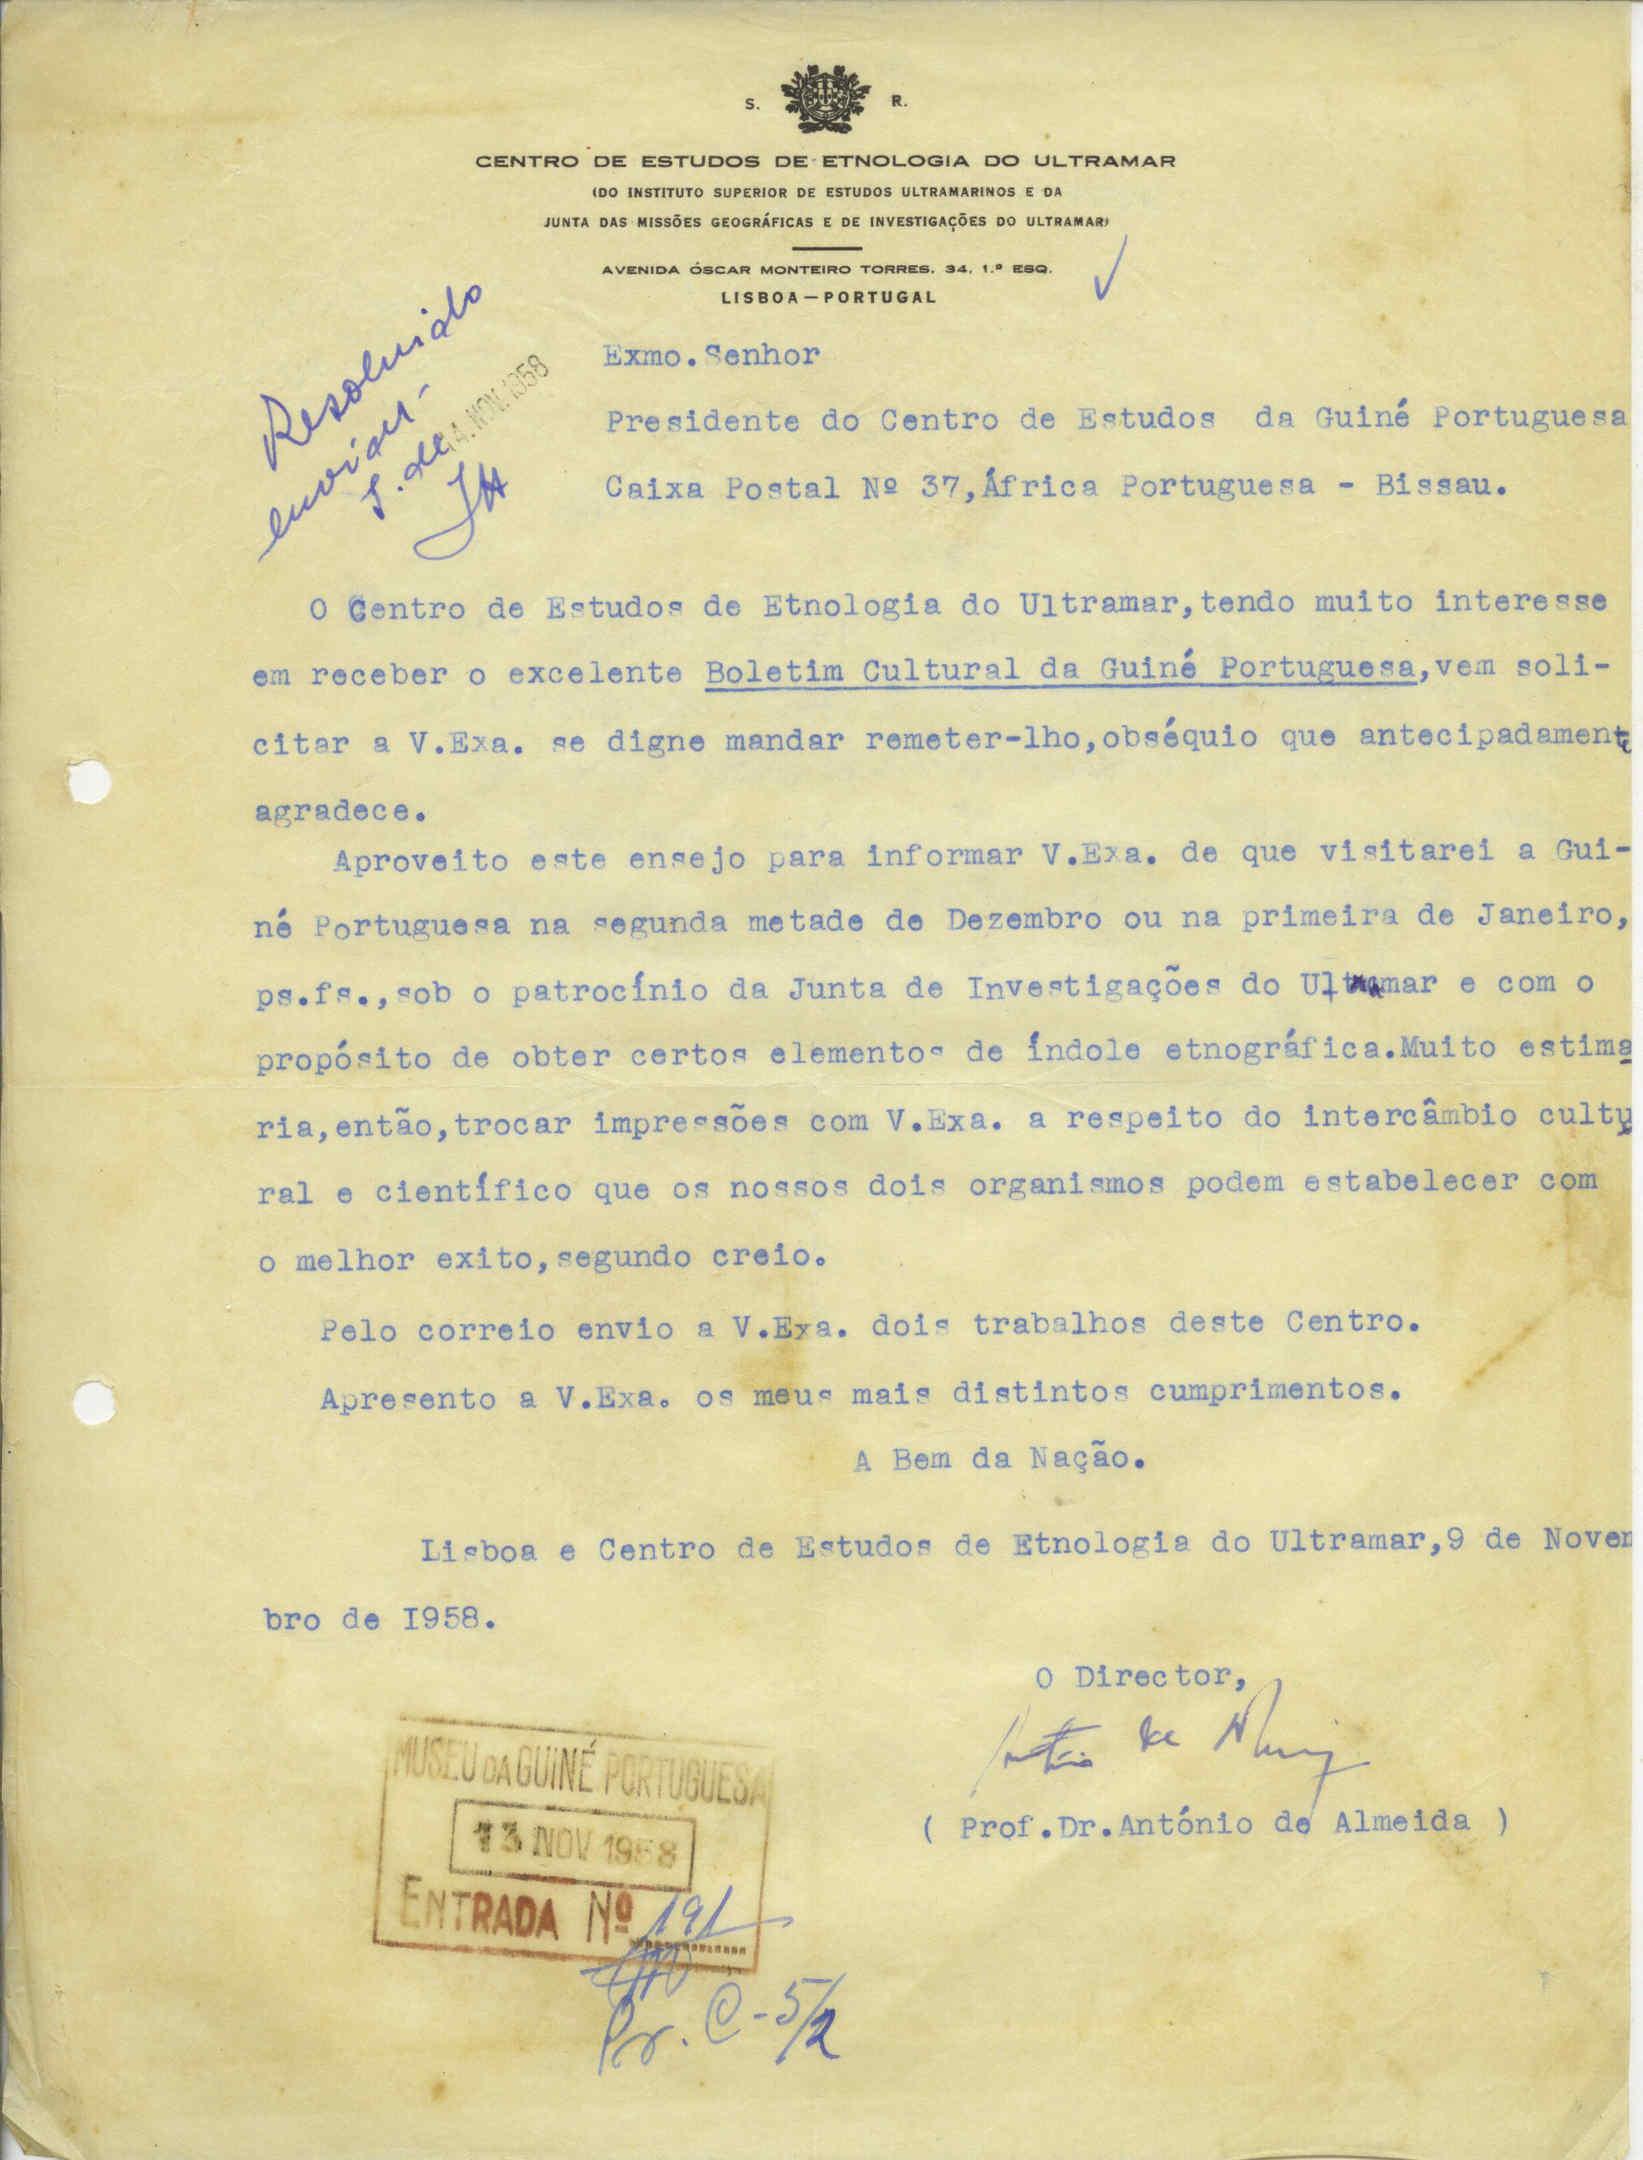 S. R.
CENTRO DE ESTUDOS DE ETNOLOGIA DO ULTRAMAR
(DO INSTITUTO SUPERIOR DE ESTUDOS ULTRAMARINOS E DA
JUNTA DAS MISSÕES GEOGRÁFICAS E DE INVESTIGAÇÕES DO ULTRAMAR)
AVENIDA ÓSCAR MONTEIRO TORRES, 34, 1.º ESQ.
LISBOA — PORTUGAL
Resolvido
enviar
NOV. 1958
Exmo.Senhor
Presidente do Centro de Estudos da Guiné Portuguesa
Caixa Postal Nº 37,África Portuguesa - Bissau.
O Centro de Estudos de Etnologia do Ultramar,tendo muito interesse
em receber o excelente Boletim Cultural da Guiné Portuguesa,vem soli-
citar a V.Exa. se digne mandar remeter-lho,obséquio que antecipadament
agradece.
Aproveito este ensejo para informar V.Exa. de que visitarei a Gui-
né Portuguesa na segunda metade de Dezembro ou na primeira de Janeiro,
ps.fs.,sob o patrocínio da Junta de Investigações do Ultramar e com o
propósito de obter certos elementos de índole etnográfica.Muito estima
ria,então,trocar impressões com V.Exa. a respeito do intercâmbio cultu
ral e científico que os nossos dois organismos podem estabelecer com
o melhor exito,segundo creio.
Pelo correio envio a V.Exa. dois trabalhos deste Centro.
Apresento a V.Exa. os meus mais distintos cumprimentos.
A Bem da Nação.
Lisboa e Centro de Estudos de Etnologia do Ultramar,9 de Novem
bro de I958.
O Director,
António de Almeida
( Prof.Dr.António de Almeida )
MUSEU DA GUINÉ PORTUGUESA
13 NOV 1958
ENTRADA Nº 191
Pr. C-5/2